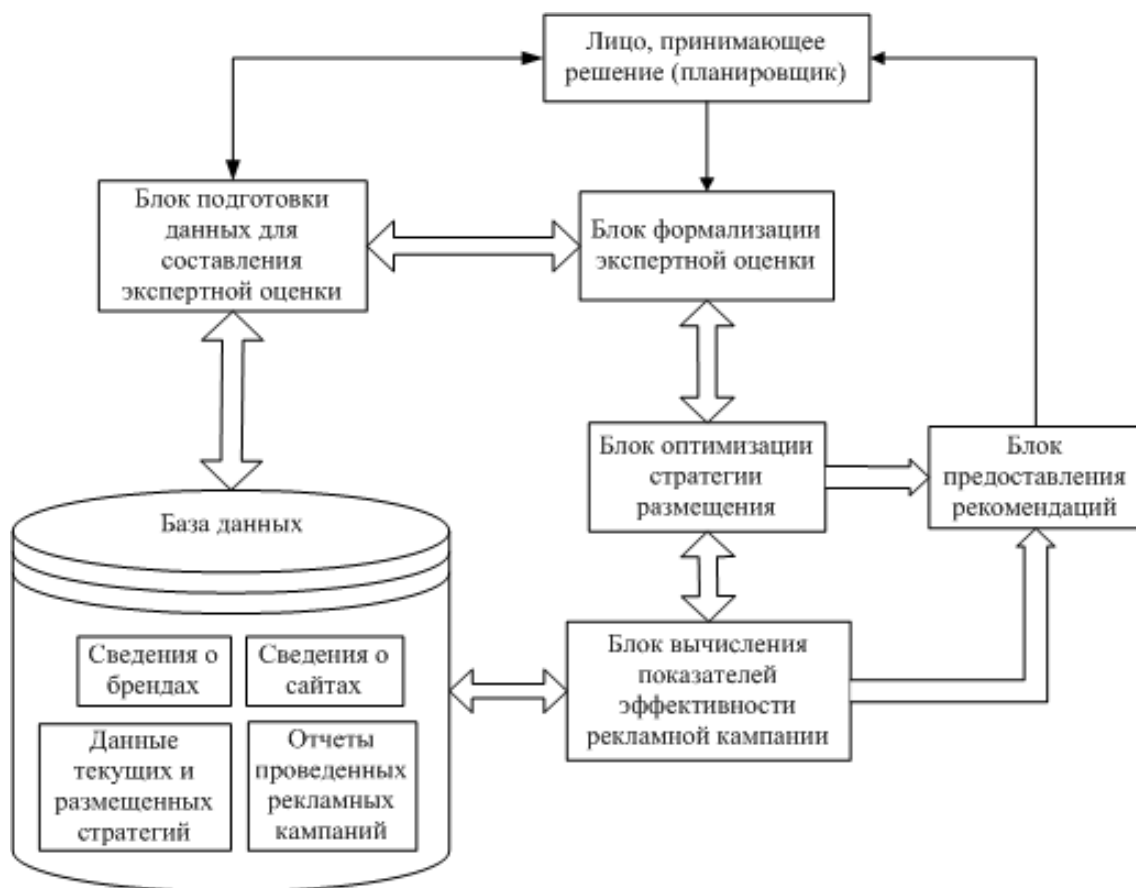 Лицо, принимающее
решение (планировщик)
Блок подготовки
данных для
составления
экспертной оценки
Блок формализации
экспертной оценки
Блок оптимизации
стратегии
размещения
Блок
предоставления
рекомендаций
База данных
Сведения о
брендах
Сведения о
сайтах
Данные
текущих и
размещенных
стратегий
Отчеты
проведенных
рекламных
кампаний
Блок вычисления
показателей
эффективности
рекламной кампании